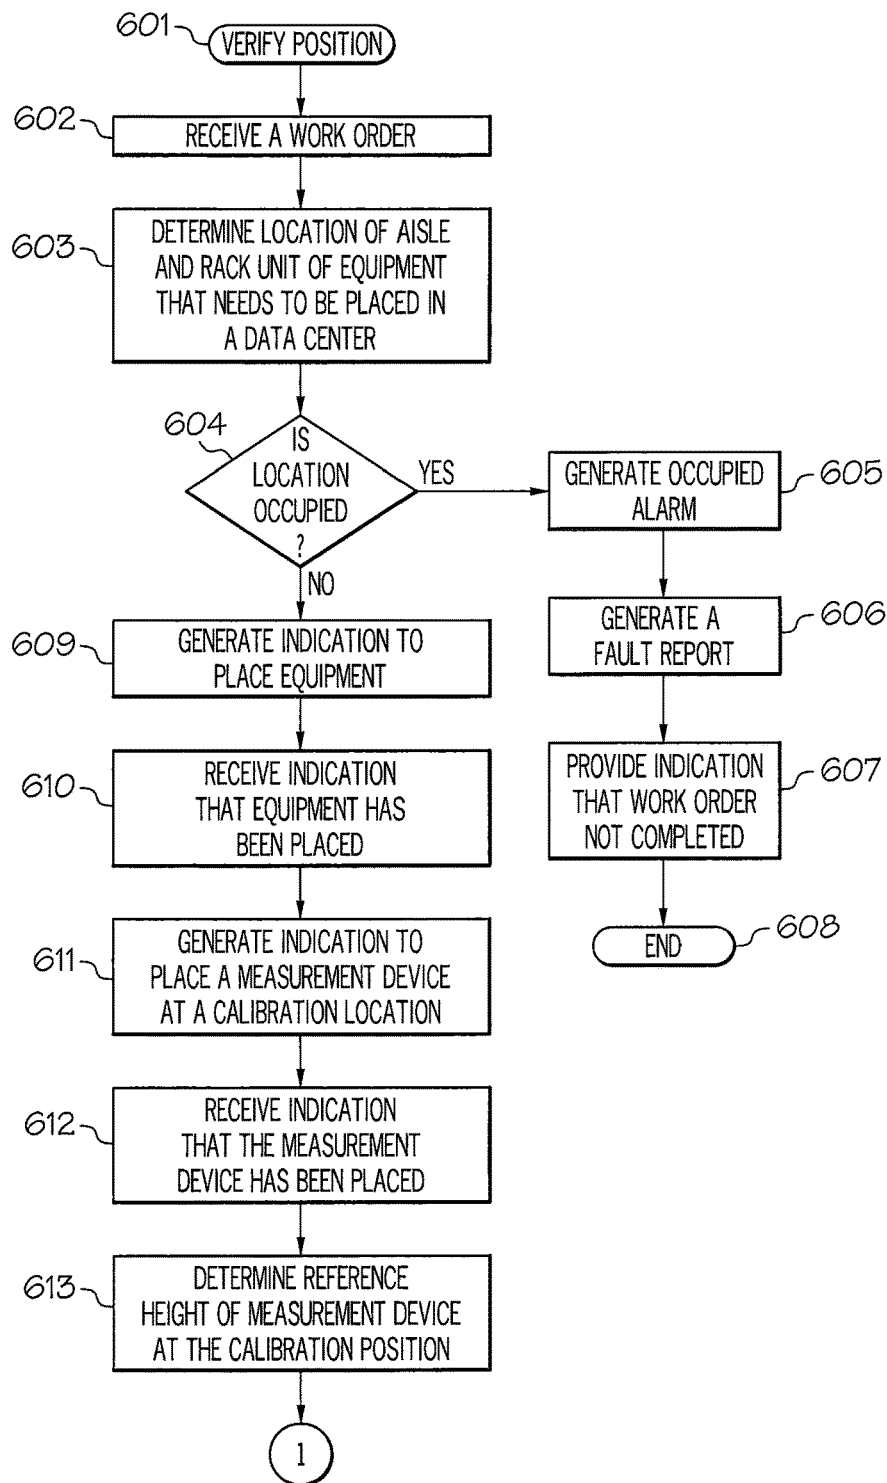 601
VERIFY POSITION
602
RECEIVE A WORK ORDER
603
DETERMINE LOCATION OF AISLE
AND RACK UNIT OF EQUIPMENT
THAT NEEDS TO BE PLACED IN
A DATA CENTER
604
IS
LOCATION
OCCUPIED
?
YES
NO
GENERATE OCCUPIED
ALARM
605
GENERATE A
FAULT REPORT
606
PROVIDE INDICATION
THAT WORK ORDER
NOT COMPLETED
607
END
608
609
GENERATE INDICATION TO
PLACE EQUIPMENT
610
RECEIVE INDICATION
THAT EQUIPMENT HAS
BEEN PLACED
611
GENERATE INDICATION TO
PLACE A MEASUREMENT DEVICE
AT A CALIBRATION LOCATION
612
RECEIVE INDICATION
THAT THE MEASUREMENT
DEVICE HAS BEEN PLACED
613
DETERMINE REFERENCE
HEIGHT OF MEASUREMENT DEVICE
AT THE CALIBRATION POSITION
1